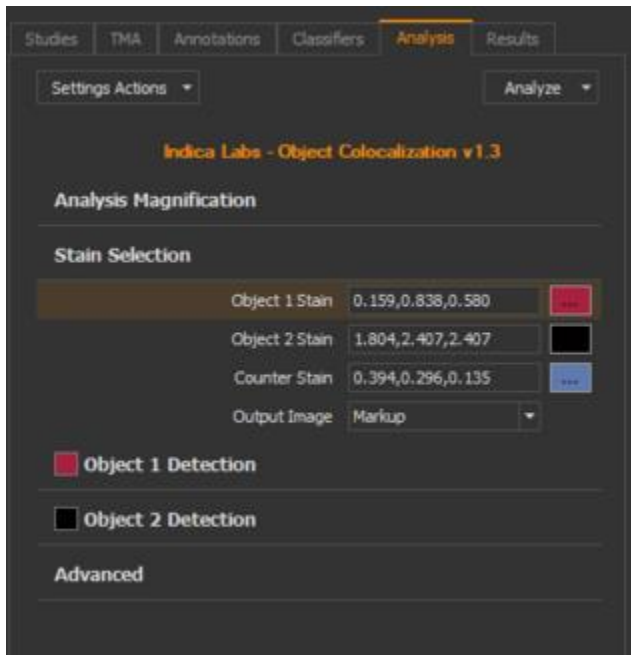 Studies TMA Annotations Classifiers Analysis Results
Settings Actions Analyze
Indica Labs - Object Colocalization v1.3
Analysis Magnification
Stain Selection
Object 1 Stain 0.159,0.838,0.580 ...
Object 2 Stain 1.804,2.407,2.407
Counter Stain 0.394,0.296,0.135 ...
Output Image Markup
Object 1 Detection
Object 2 Detection
Advanced